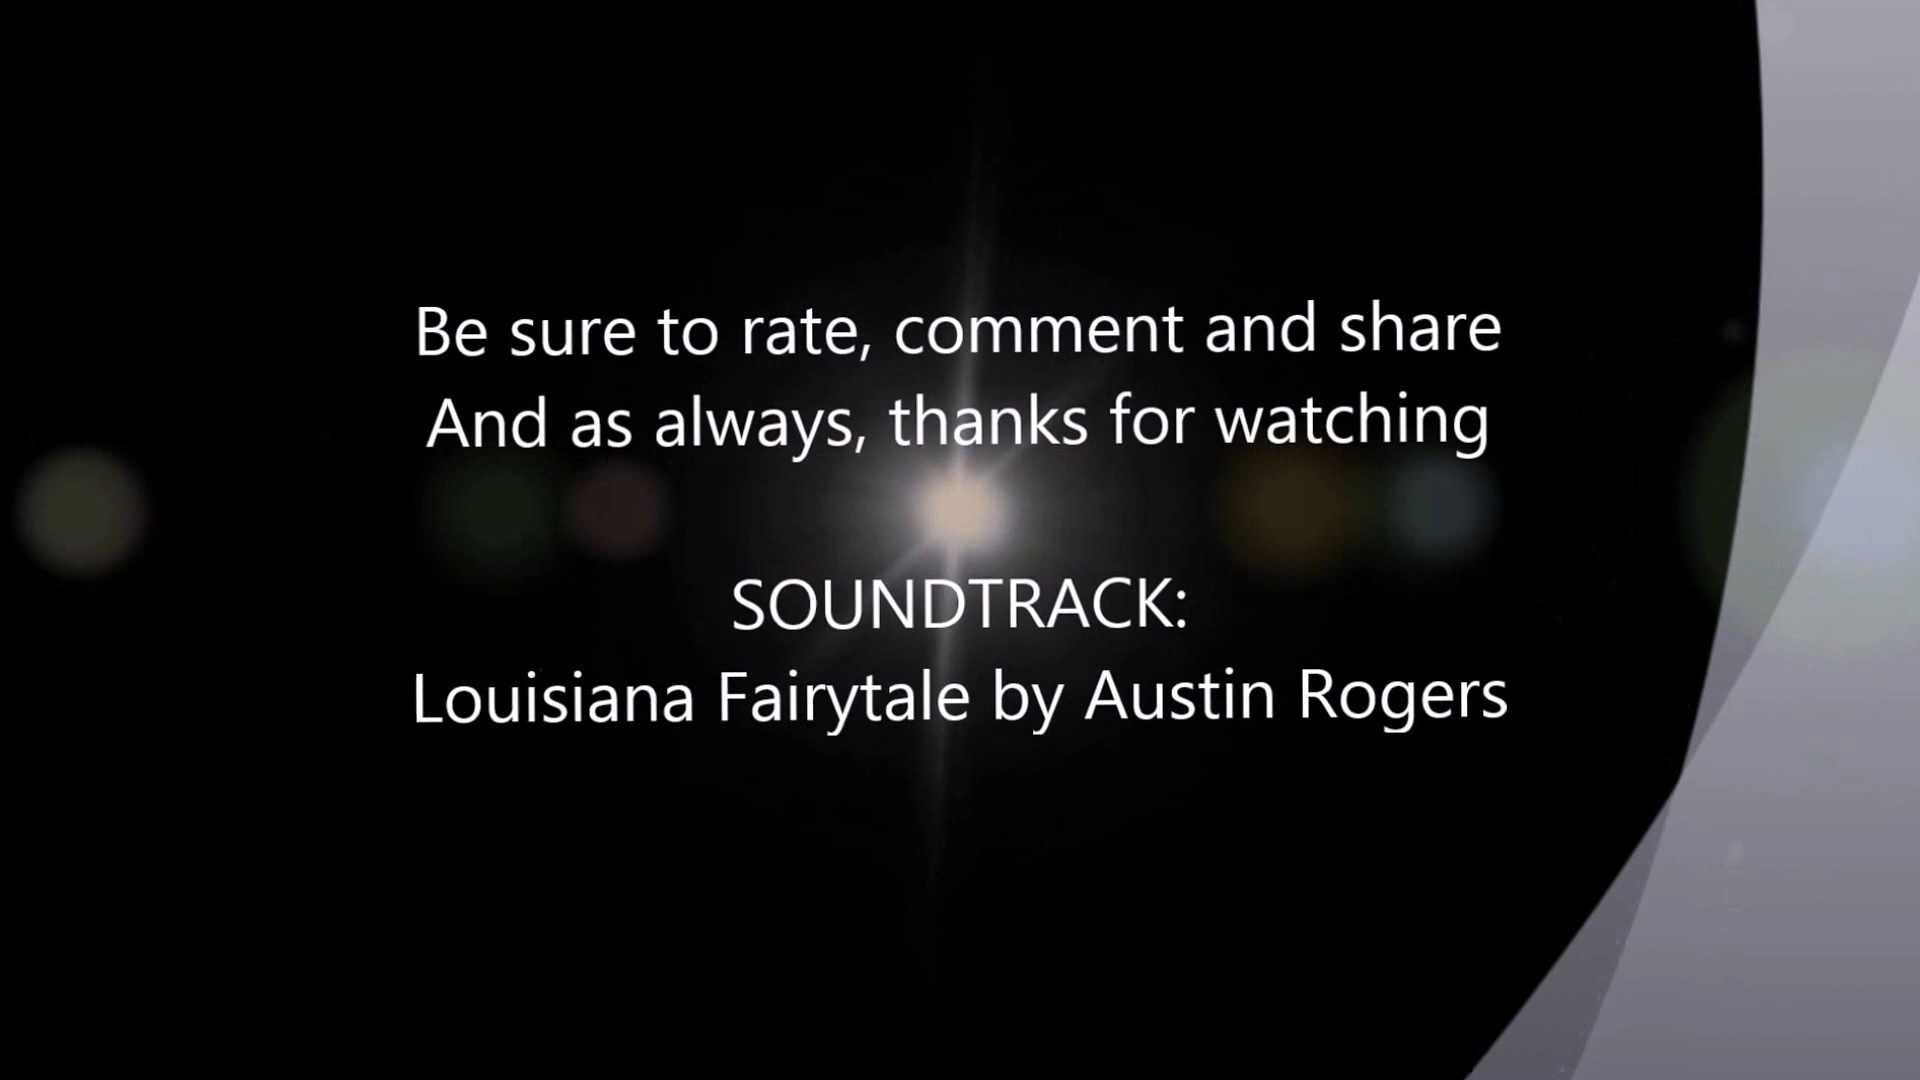 Be sure to rate, comment and share
And as always, thanks for watching
SOUNDTRACK:
Louisiana Fairytale by Austin Rogers